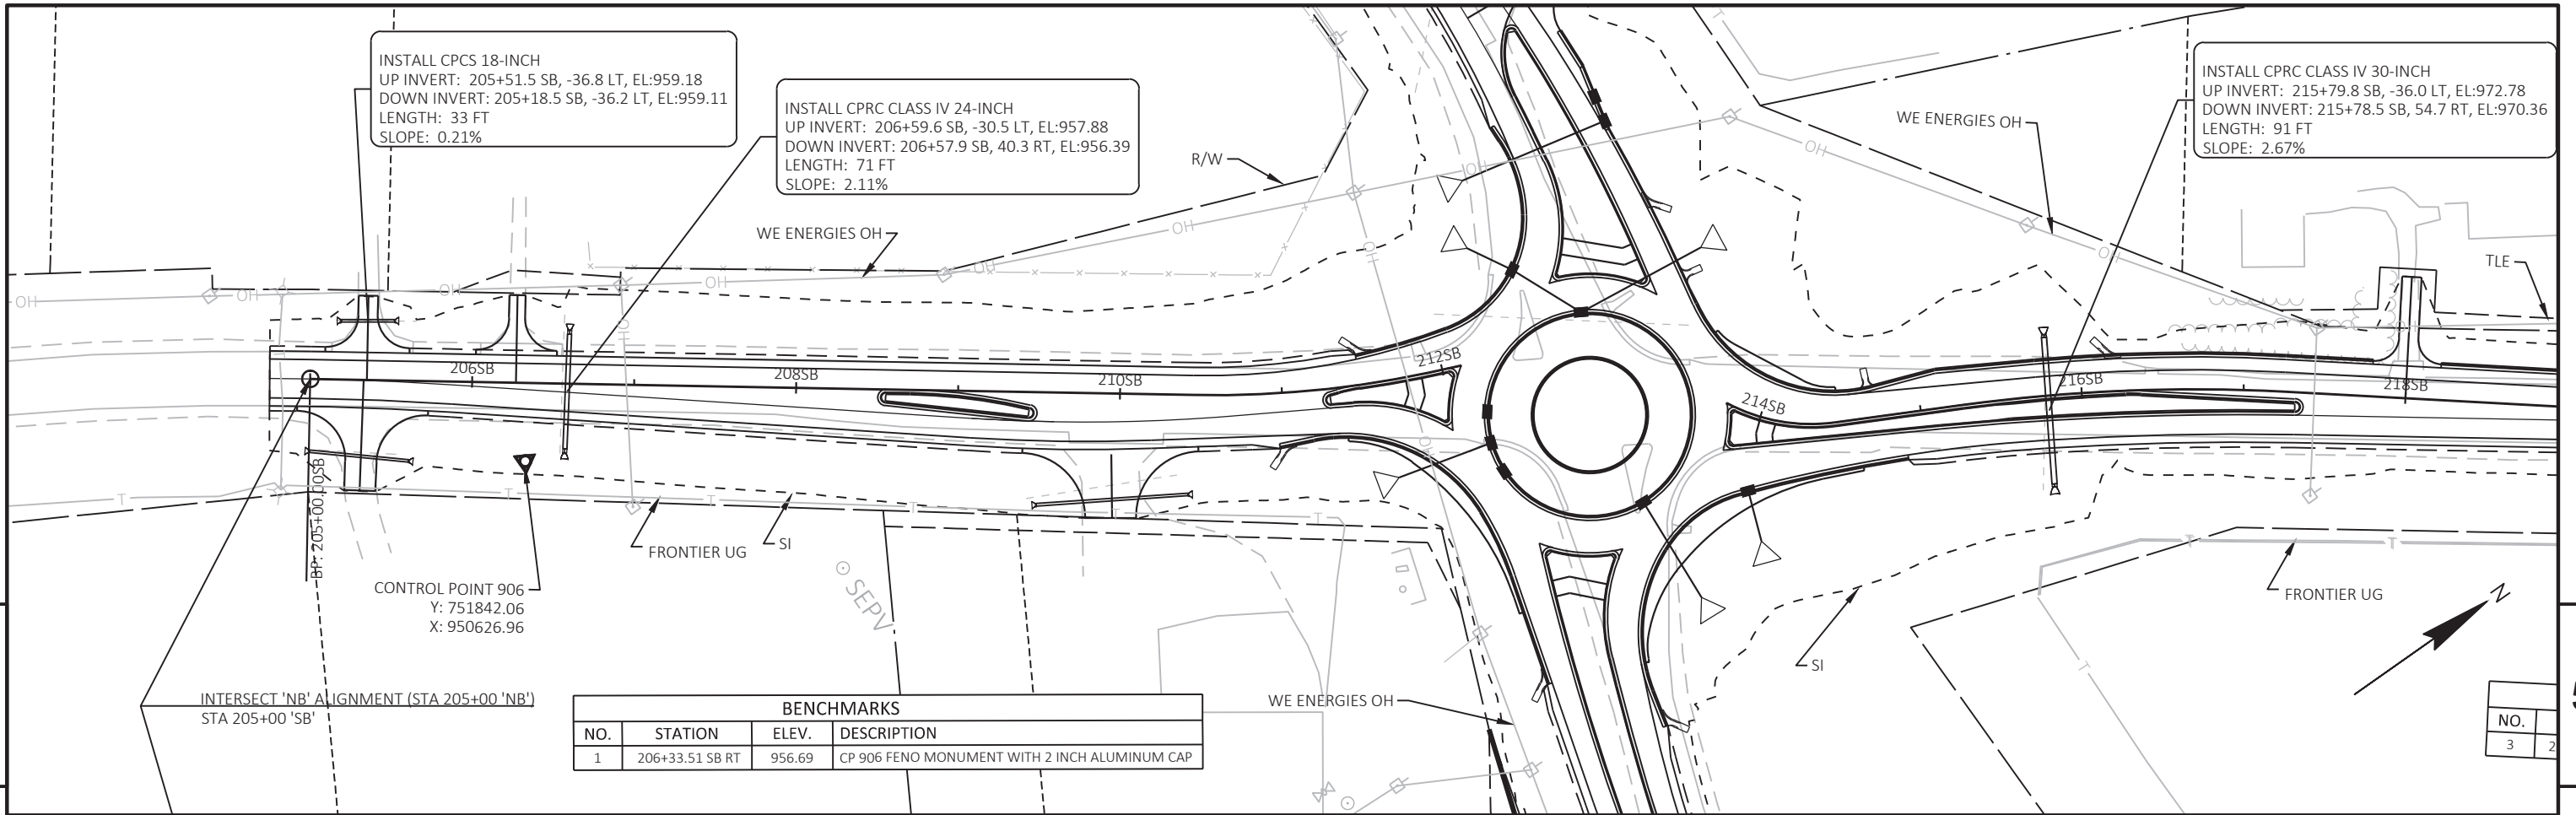 INSTALL CPCS 18-INCH
UP INVERT: 205+51.5 SB, -36.8 LT, EL:959.18
DOWN INVERT: 205+18.5 SB, -36.2 LT, EL:959.11
LENGTH: 33 FT
SLOPE: 0.21%
INSTALL CPRC CLASS IV 24-INCH
UP INVERT: 206+59.6 SB, -30.5 LT, EL:957.88
DOWN INVERT: 206+57.9 SB, 40.3 RT, EL:956.39
LENGTH: 71 FT
SLOPE: 2.11%
INSTALL CPRC CLASS IV 30-INCH
UP INVERT: 215+79.8 SB, -36.0 LT, EL:972.78
DOWN INVERT: 215+78.5 SB, 54.7 RT, EL:970.36
LENGTH: 91 FT
SLOPE: 2.67%
R/W
WE ENERGIES OH
WE ENERGIES OH
TLE
OH
OH
OH
OH
OH
OH
OH
OH
OH
OH
OH
OH
OH
206SB
208SB
210SB
212SB
214SB
216SB
218SB
BP: 205+00.00SB
T
T
T
T
T
T
T
T
T
T
T
FRONTIER UG
SI
SEPV
CONTROL POINT 906
Y: 751842.06
X: 950626.96
FRONTIER UG
SI
N
INTERSECT 'NB' ALIGNMENT (STA 205+00 'NB')
STA 205+00 'SB'
WE ENERGIES OH
BENCHMARKS
NO. STATION ELEV. DESCRIPTION
1 206+33.51 SB RT 956.69 CP 906 FENO MONUMENT WITH 2 INCH ALUMINUM CAP
NO.
3 2